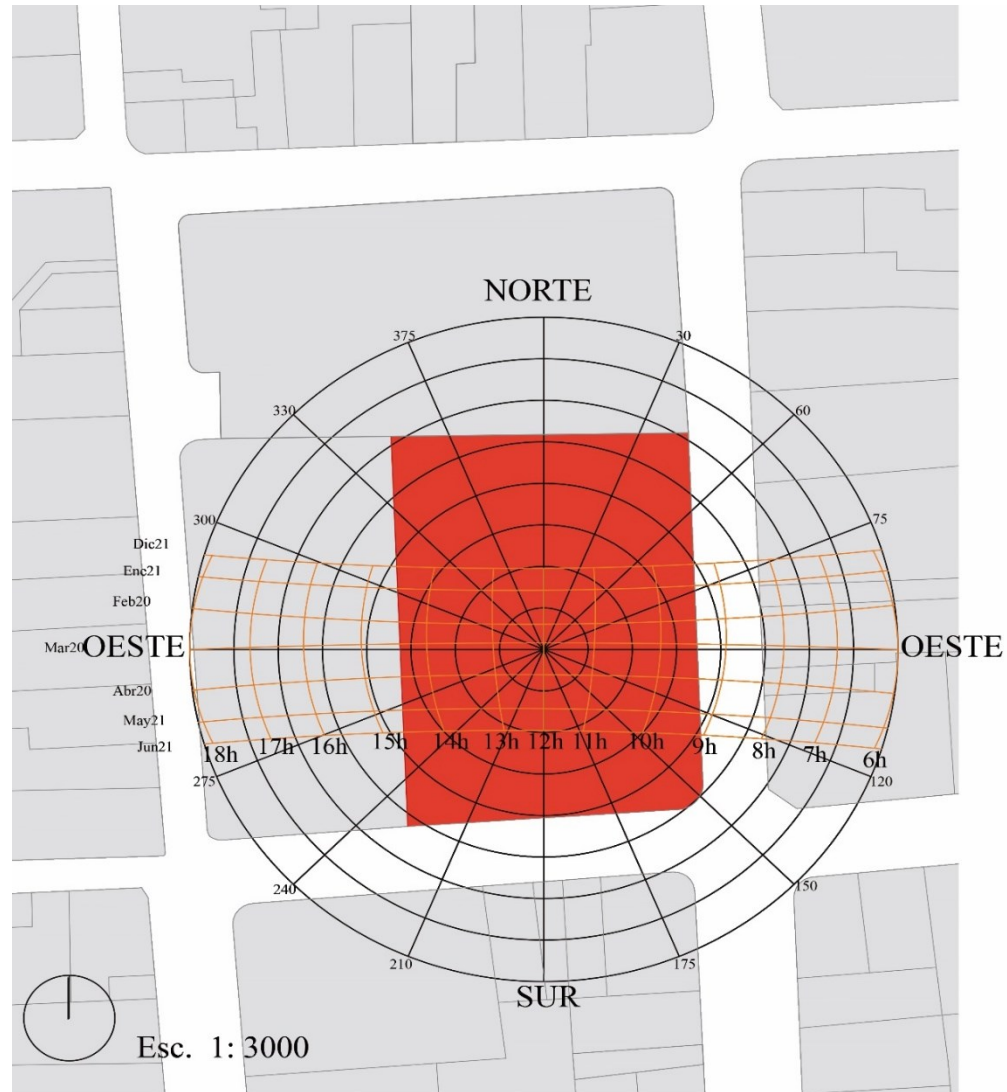 NORTE
375
30
330
60
300
75
Dic21
Ene21
Feb20
Mar20
OESTE
OESTE
Abr20
May21
Jun21
18h
17h
16h
15h
14h
13h
12h
11h
10h
9h
8h
7h
6h
275
120
240
150
210
175
SUR
Esc. 1: 3000